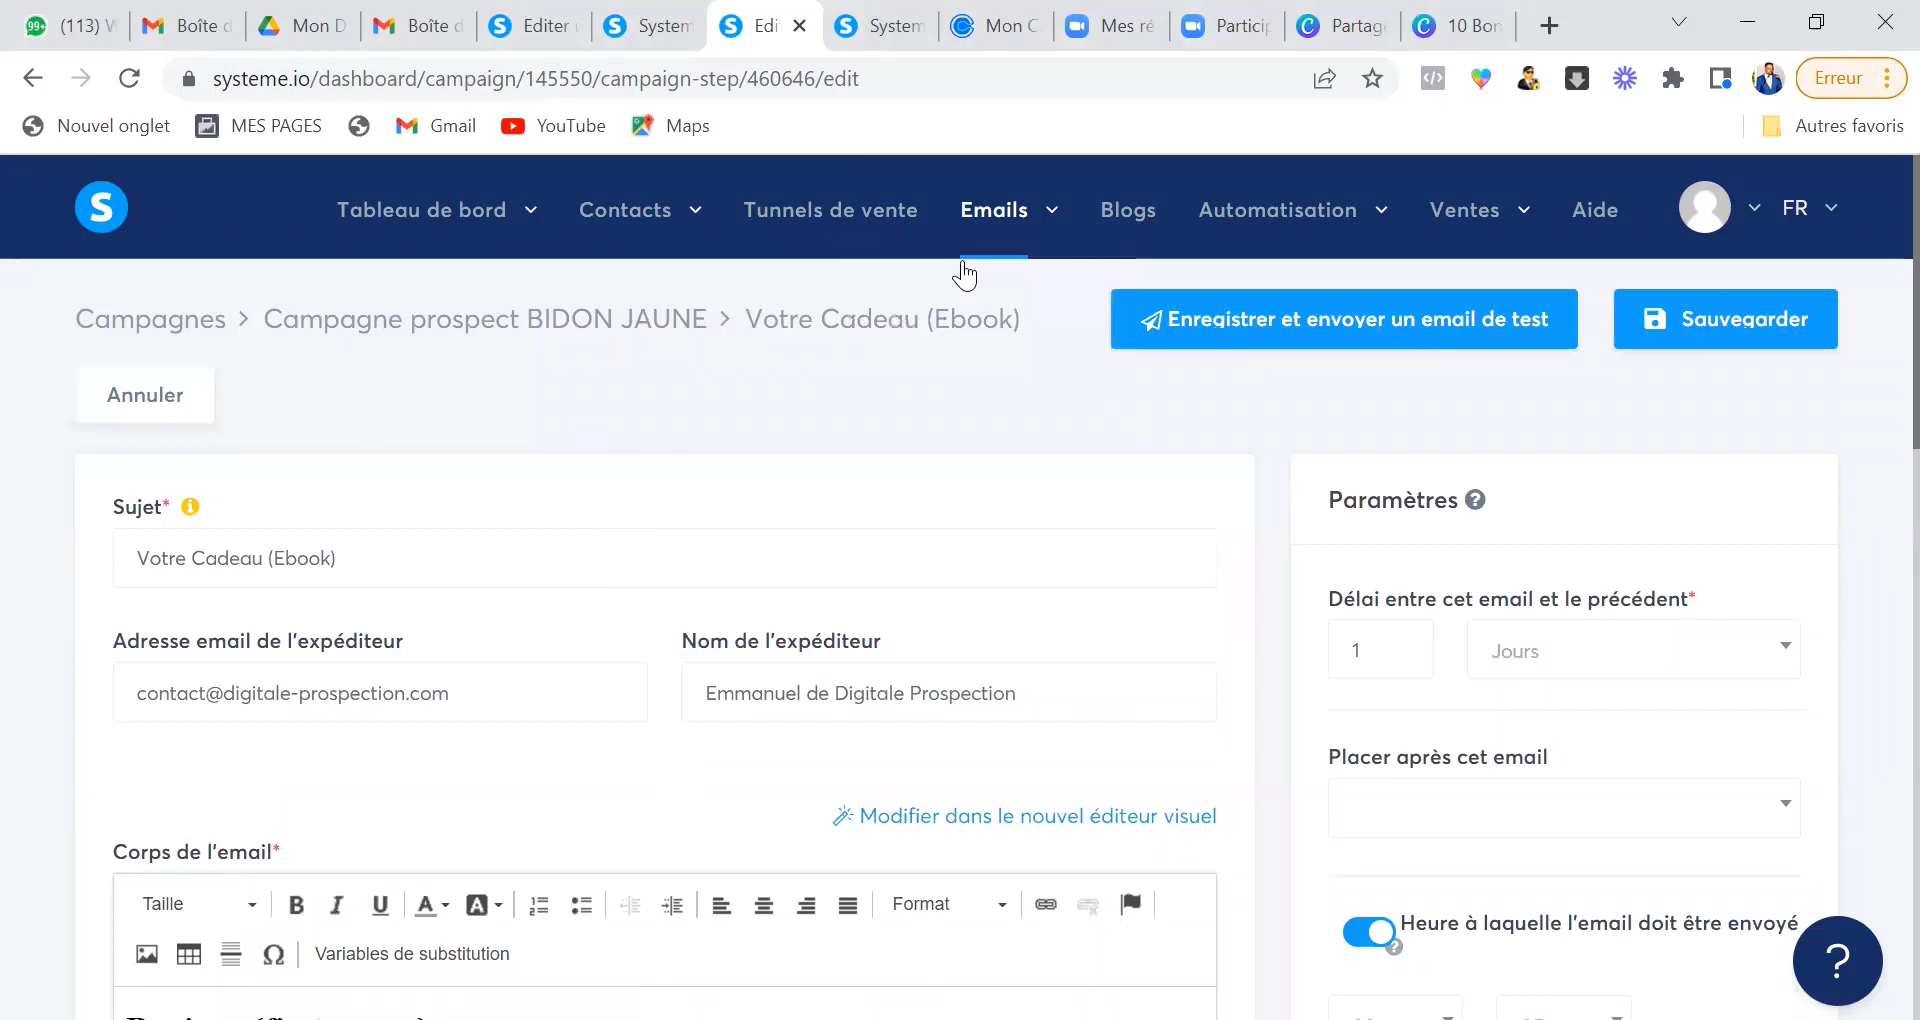 99+ (113) W Boîte d Mon D Boîte d Editer System Edi System Mon C Mes ré Particip Partage 10 Bon
systeme.io/dashboard/campaign/145550/campaign-step/460646/edit Erreur
Nouvel onglet MES PAGES Gmail YouTube Maps Autres favoris
S Tableau de bord Contacts Tunnels de vente Emails Blogs Automatisation Ventes Aide FR
Campagnes > Campagne prospect BIDON JAUNE > Votre Cadeau (Ebook) Enregistrer et envoyer un email de test Sauvegarder
Annuler
Sujet*
Votre Cadeau (Ebook)
Adresse email de l'expéditeur Nom de l'expéditeur
contact@digitale-prospection.com Emmanuel de Digitale Prospection
Modifier dans le nouvel éditeur visuel
Corps de l'email*
Taille B I U A A Format
Ω Variables de substitution
Paramètres ?
Délai entre cet email et le précédent*
1 Jours
Placer après cet email
Heure à laquelle l'email doit être envoyé
?